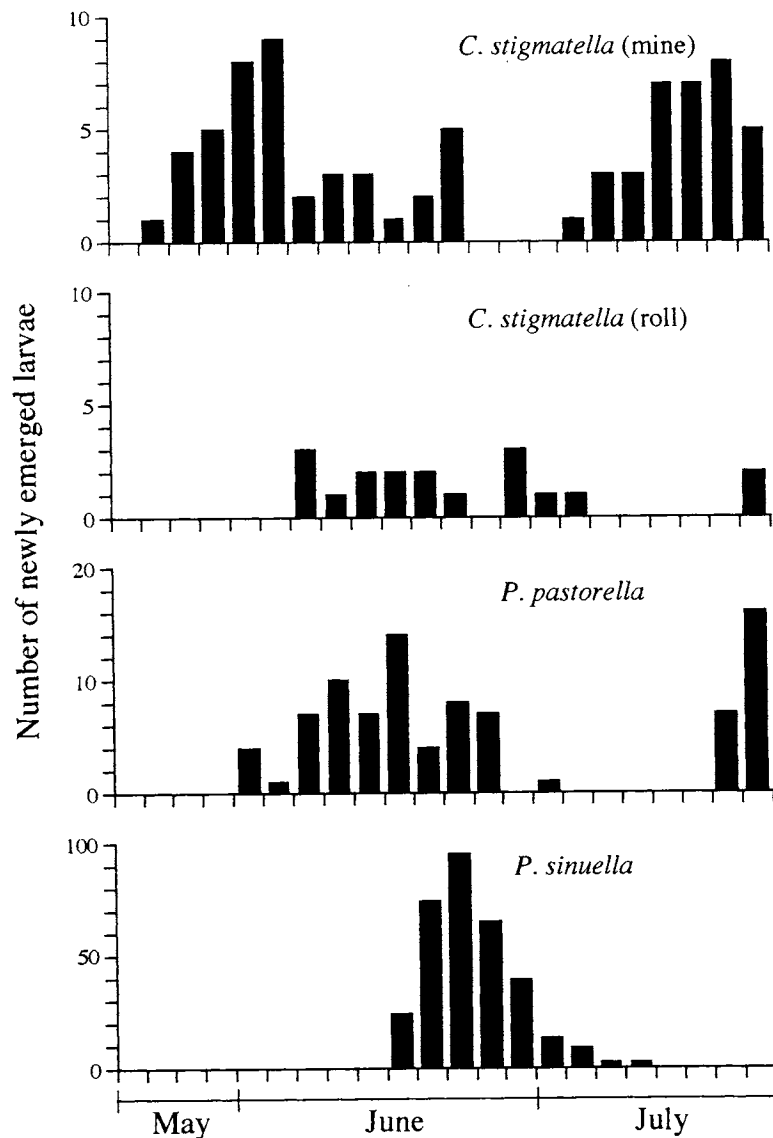 10
5
0
C. stigmatella (mine)
10
5
0
C. stigmatella (roll)
Number of newly emerged larvae
20
10
0
P. pastorella
100
50
0
P. sinuella
May June July